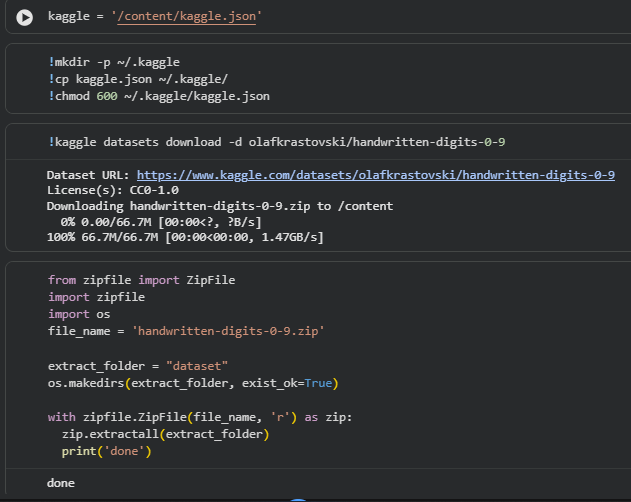 kaggle = '/content/kaggle.json'
!mkdir -p ~/.kaggle
!cp kaggle.json ~/.kaggle/
!chmod 600 ~/.kaggle/kaggle.json
!kaggle datasets download -d olafkrastovski/handwritten-digits-0-9
Dataset URL: https://www.kaggle.com/datasets/olafkrastovski/handwritten-digits-0-9
License(s): CC0-1.0
Downloading handwritten-digits-0-9.zip to /content
  0% 0.00/66.7M [00:00<?, ?B/s]
100% 66.7M/66.7M [00:00<00:00, 1.47GB/s]
from zipfile import ZipFile
import zipfile
import os
file_name = 'handwritten-digits-0-9.zip'
extract_folder = "dataset"
os.makedirs(extract_folder, exist_ok=True)
with zipfile.ZipFile(file_name, 'r') as zip:
  zip.extractall(extract_folder)
  print('done')
done